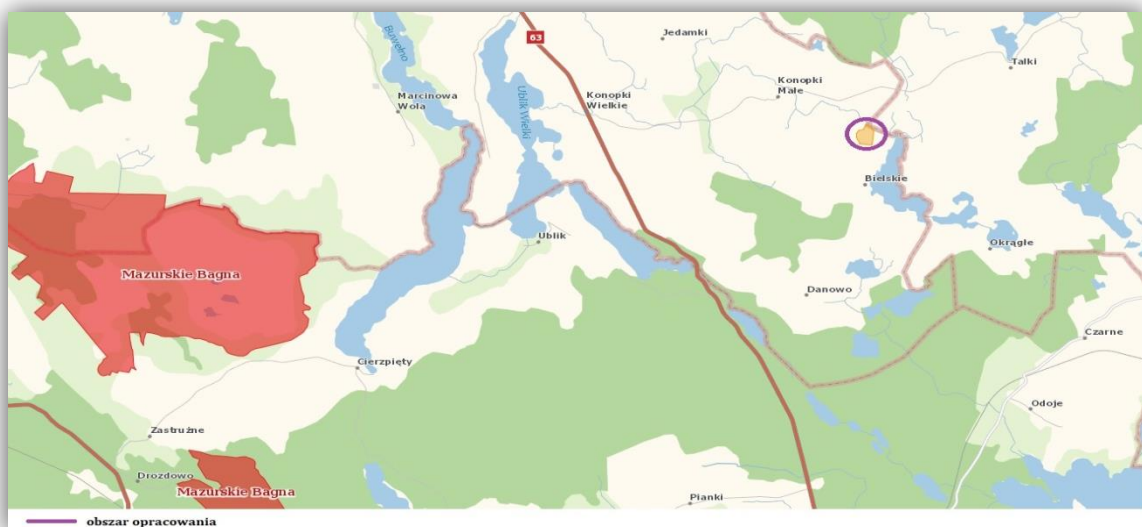 Buwełno
63
Jedamki
Talki
Konopki
Małe
Marcinowa
Wola
Ublik Wielki
Konopki
Wielkie
Bielskie
Ublik
Okrągłe
Mazurskie Bagna
Danowo
Czarne
Cierzpięty
Odoje
Zastrużne
Drozdowo
Mazurskie Bagna
Pianki
obszar opracowania